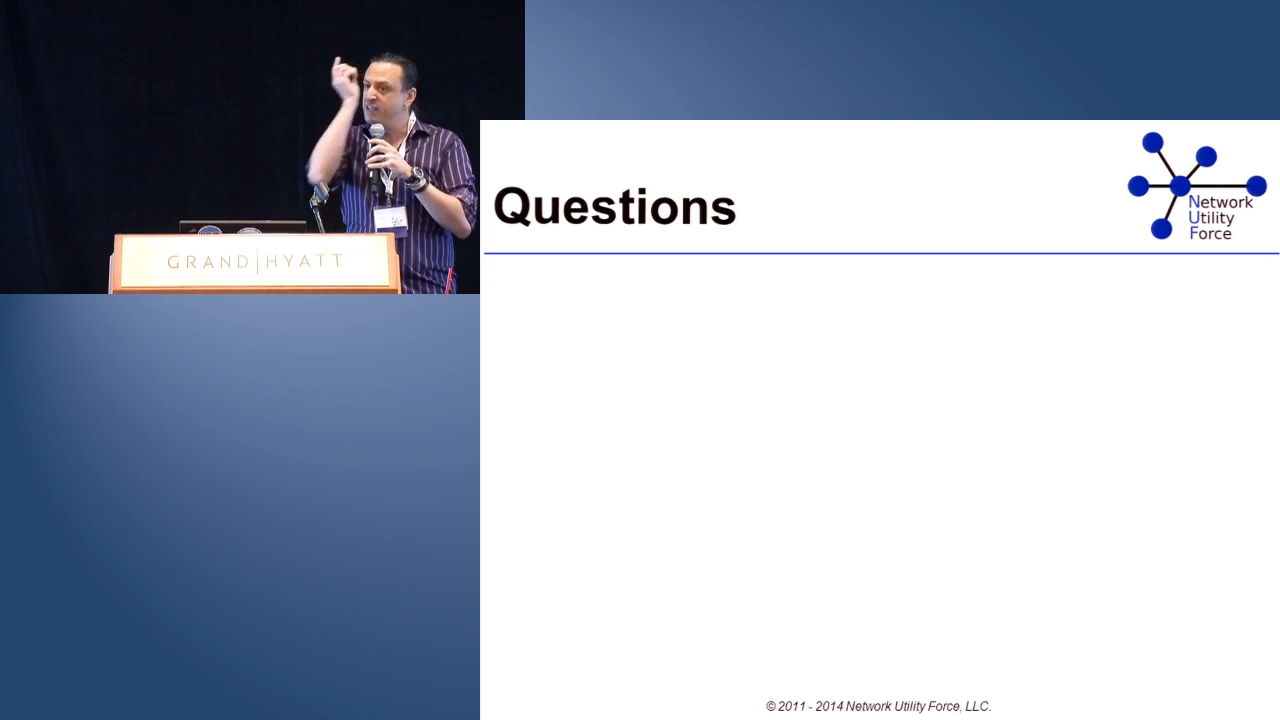 GRAND HYATT
Questions
Network
Utility
Force
© 2011 - 2014 Network Utility Force, LLC.